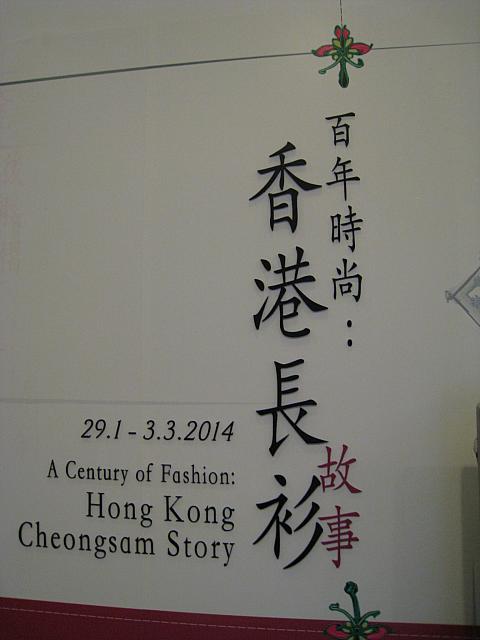 百年時尚：
香港長衫
故事
29.1 - 3.3.2014
A Century of Fashion:
Hong Kong
Cheongsam Story